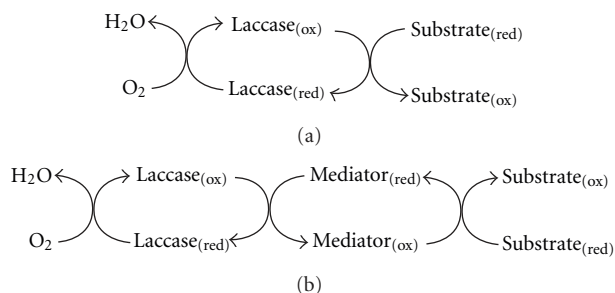 H₂O Laccase(ox) Substrate(red)
O₂ Laccase(red) Substrate(ox)
(a)
H₂O Laccase(ox) Mediator(red) Substrate(ox)
O₂ Laccase(red) Mediator(ox) Substrate(red)
(b)